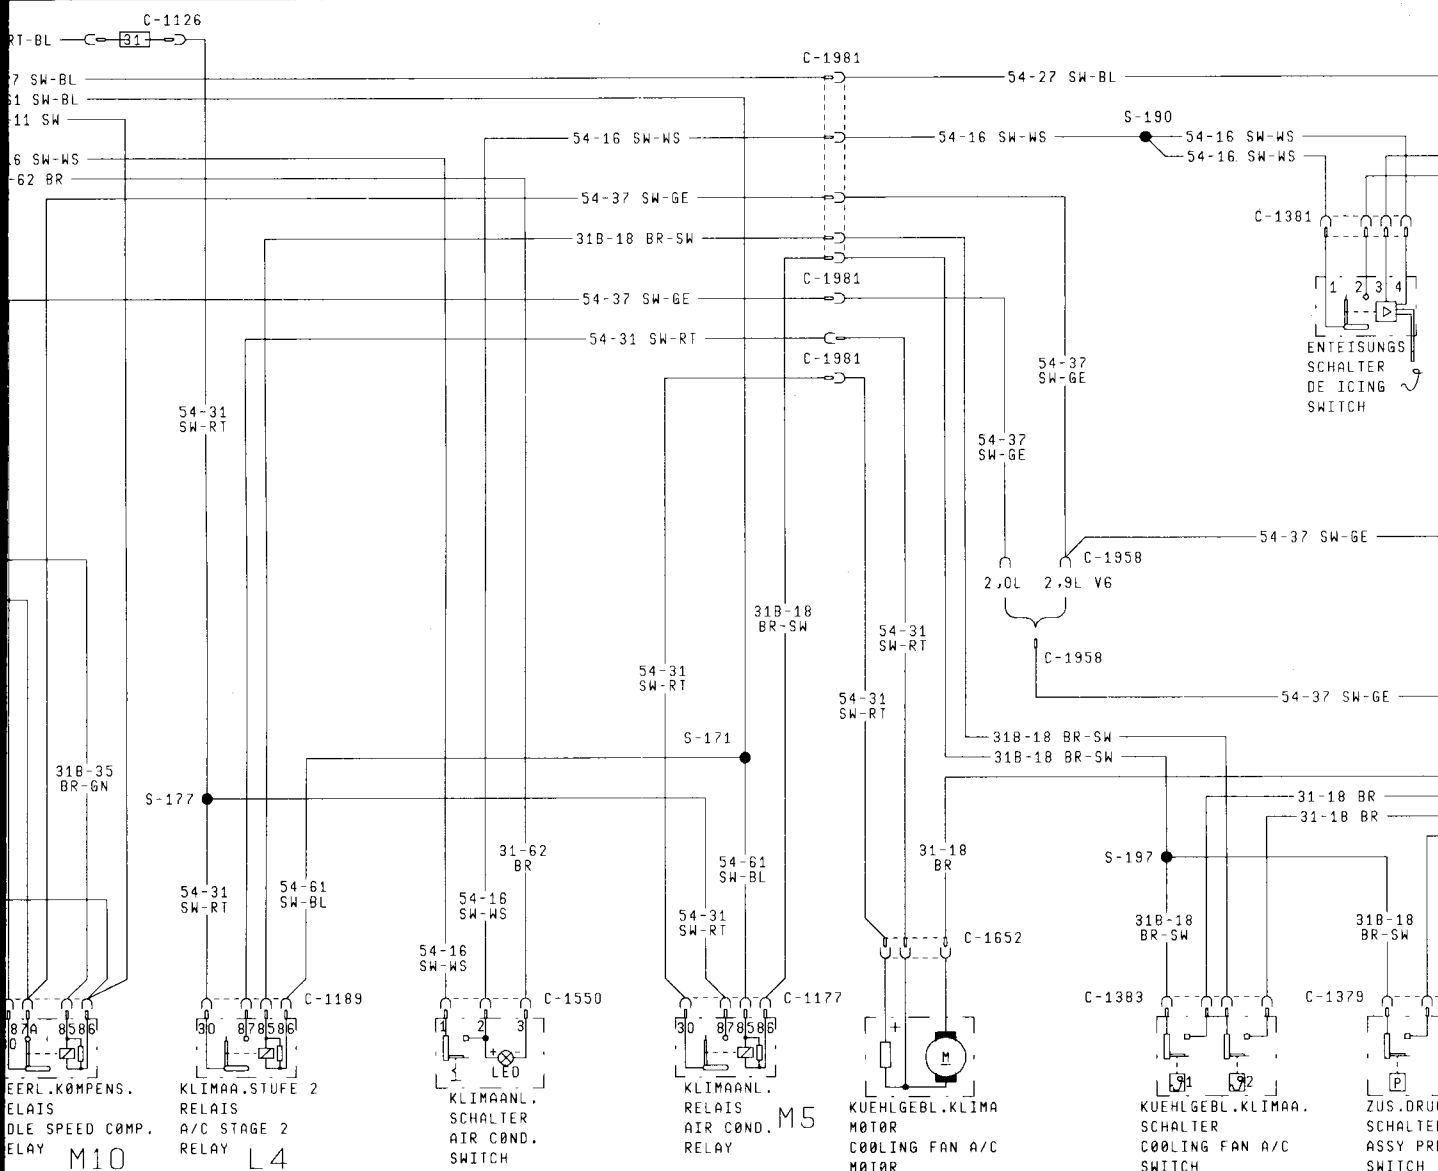 C-1126
RT-BL
31
C-1981
7 SW-BL
54-27 SW-BL
61 SW-BL
S-190
11 SW
54-16 SW-WS
54-16 SW-WS
54-16 SW-WS
6 SW-WS
54-16 SW-WS
-62 BR
54-37 SW-GE
C-1381
31B-18 BR-SW
C-1981
1 2 3 4
54-37 SW-GE
54-31 SW-RT
C-1981
ENTEISUNGS
SCHALTER
DE ICING
SWITCH
54-37
SW-GE
54-31
SW-RT
54-37
SW-GE
54-37 SW-GE
C-1958
2,0L 2,9L V6
31B-18
BR-SW
54-31
SW-RT
C-1958
54-31
SW-RT
54-31
SW-RT
54-37 SW-GE
S-171
31B-18 BR-SW
31B-18 BR-SW
31B-35
BR-GN
S-177
31-18 BR
31-18 BR
31-62
BR
31-18
BR
S-197
54-61
SW-BL
54-31
SW-RT
54-61
SW-BL
54-16
SW-WS
54-31
SW-RT
31B-18
BR-SW
31B-18
BR-SW
54-16
SW-WS
C-1652
C-1189
C-1550
C-1177
C-1383
C-1379
87A 85 86
30 87 85 86
1 2 3
30 87 85 86
+
M
+
LED
P
EERL.KOMPENS.
ELAIS
DLE SPEED COMP.
ELAY
M10
KLIMAA.STUFE 2
RELAIS
A/C STAGE 2
RELAY
L4
KLIMAANL.
SCHALTER
AIR COND.
SWITCH
KLIMAANL.
RELAIS
AIR COND.
RELAY
M5
KUEHLGEBL.KLIMA
MOTOR
COOLING FAN A/C
MOTOR
KUEHLGEBL.KLIMAA.
SCHALTER
COOLING FAN A/C
SWITCH
ZUS.DRU
SCHALTE
ASSY PR
SWITCH